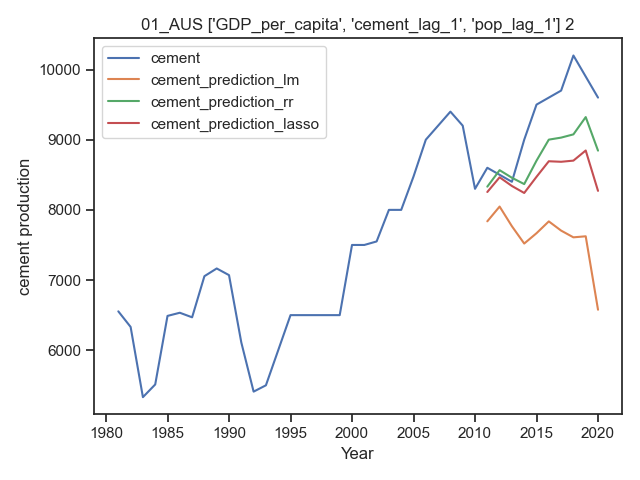 01_AUS ['GDP_per_capita', 'cement_lag_1', 'pop_lag_1'] 2
cement
cement_prediction_lm
cement_prediction_rr
cement_prediction_lasso
cement production
10000
9000
8000
7000
6000
1980 1985 1990 1995 2000 2005 2010 2015 2020
Year